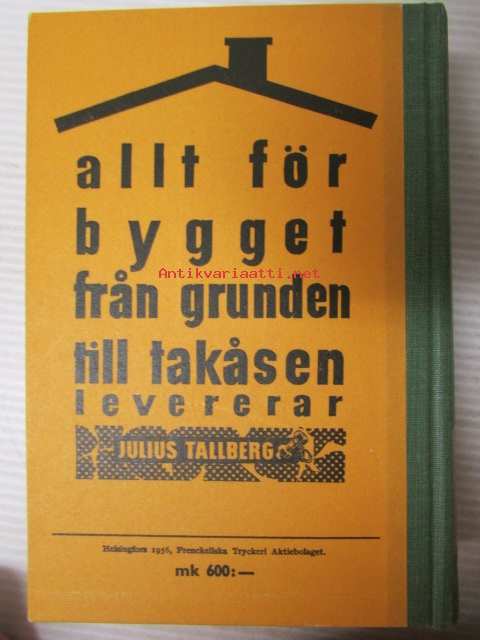 allt för
bygget
Antikvariaatti.net
från grunden
till takåsen
levererar
JULIUS TALLBERG
Helsingfors 1956, Frenckellska Tryckeri Aktiebolaget.
mk 600:—